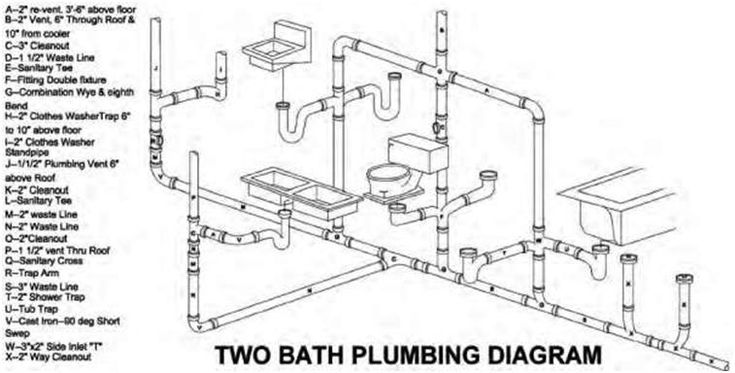 A--2" re-vent, 3'-6" above floor
B--2" Vent, 6" Through Roof &
10" from cooler
C--3" Cleanout
D--1 1/2" Waste Line
E--Sanitary Tee
F--Fitting Double fixture
G--Combination Wye & eighth
Bend
H--2" Clothes WasherTrap 6"
to 10" above floor
I--2" Clothes Washer
Standpipe
J--1/1/2" Plumbing Vent 6"
above Roof
K--2" Cleanout
L--Sanitary Tee
M--2" waste Line
N--2" Waste Line
O--2"Cleanout
P--1 1/2" vent Thru Roof
Q--Sanitary Cross
R--Trap Arm
S--3" Waste Line
T--2" Shower Trap
U--Tub Trap
V--Cast Iron--90 deg Short
Swep
W--3"x2" Side Inlet "T"
X--2" Way Cleanout
TWO BATH PLUMBING DIAGRAM